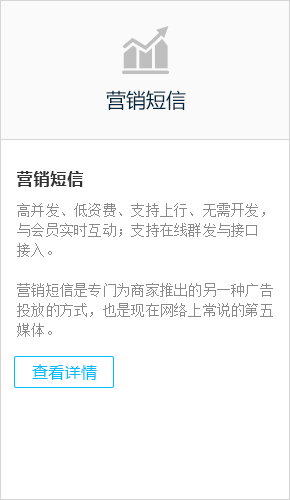 营销短信
营销短信
高并发、低资费、支持上行、无需开发，
与会员实时互动；支持在线群发与接口
接入。
营销短信是专门为商家推出的另一种广告
投放的方式，也是现在网络上常说的第五
媒体。
查看详情